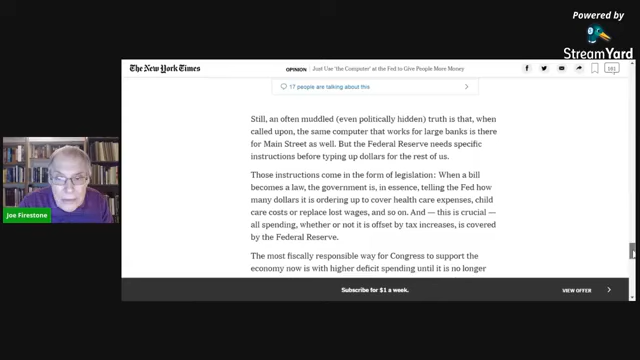 Powered by
StreamYard
The New York Times
OPINION | Just Use 'the Computer' at the Fed to Give People More Money
181
17 people are talking about this
Still, an often muddled (even politically hidden) truth is that, when
called upon, the same computer that works for large banks is there
for Main Street as well. But the Federal Reserve needs specific
instructions before typing up dollars for the rest of us.
Those instructions come in the form of legislation: When a bill
becomes a law, the government is, in essence, telling the Fed how
many dollars it is ordering up to cover health care expenses, child
care costs or replace lost wages, and so on. And — this is crucial —
all spending, whether or not it is offset by tax increases, is covered
by the Federal Reserve.
The most fiscally responsible way for Congress to support the
economy now is with higher deficit spending until it is no longer
Joe Firestone
Subscribe for $1 a week.
VIEW OFFER